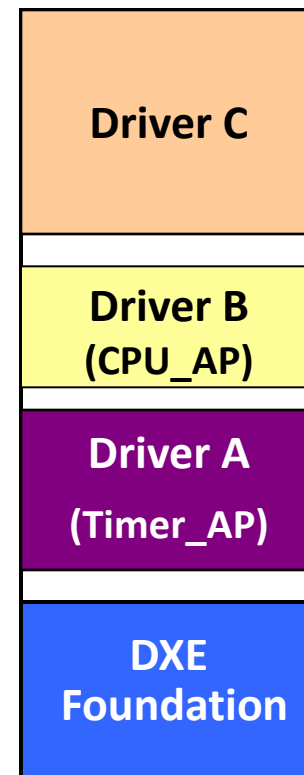 Driver C
Driver B
(CPU_AP)
Driver A
(Timer_AP)
DXE
Foundation